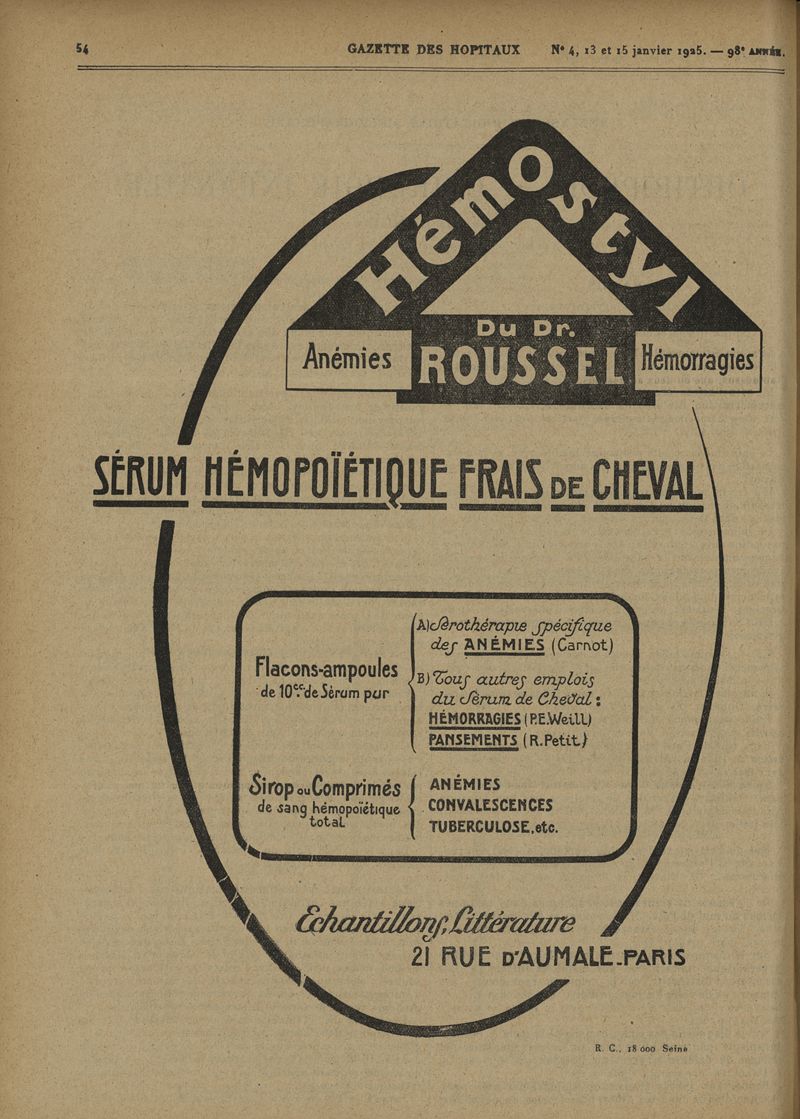 54 GAZETTE DES HOPITAUX N° 4, 13 et 15 janvier 1925. — 98e ANNÉE.
Hémostyl
Du Dr.
Anémies ROUSSEL Hémorragies
SÉRUM HÉMOPOÏÉTIQUE FRAIS DE CHEVAL
A) Sérothérapie spécifique
des ANÉMIES (Carnot)
Flacons-ampoules
de 10cc. de Sérum pur
B) Tous autres emplois
du Sérum de Cheval :
HÉMORRAGIES (P.E.Weill)
PANSEMENTS (R.Petit)
Sirop ou Comprimés
de sang hémopoïétique
total
ANÉMIES
CONVALESCENCES
TUBERCULOSE, etc.
Échantillons, Littérature
21 RUE D'AUMALE-PARIS
R. C., 18 000 Seine